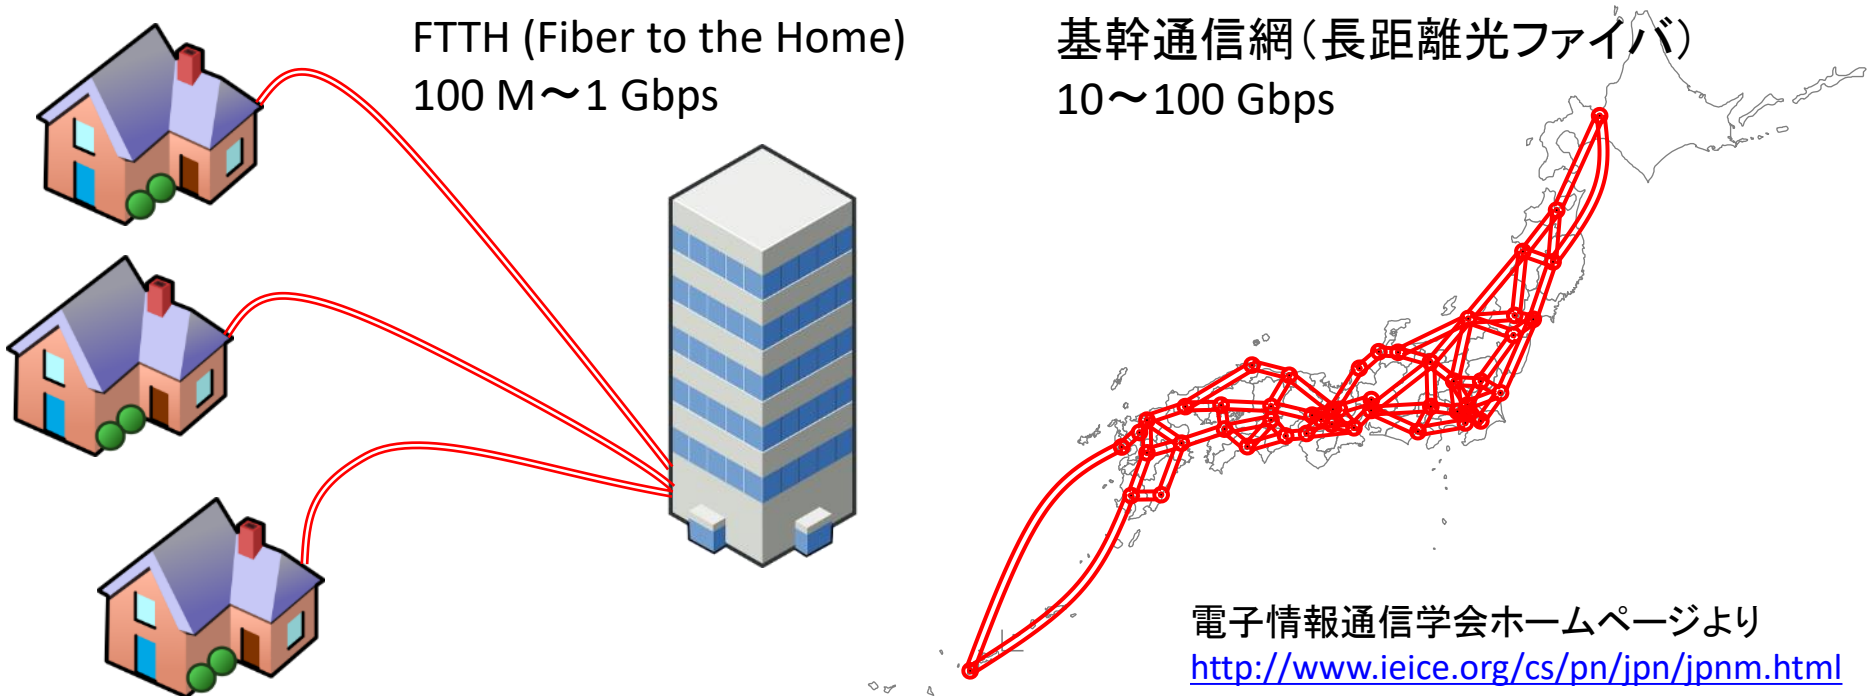 FTTH (Fiber to the Home)
100 M～1 Gbps
基幹通信網（長距離光ファイバ）
10～100 Gbps
電子情報通信学会ホームページより
http://www.ieice.org/cs/pn/jpn/jpnm.html